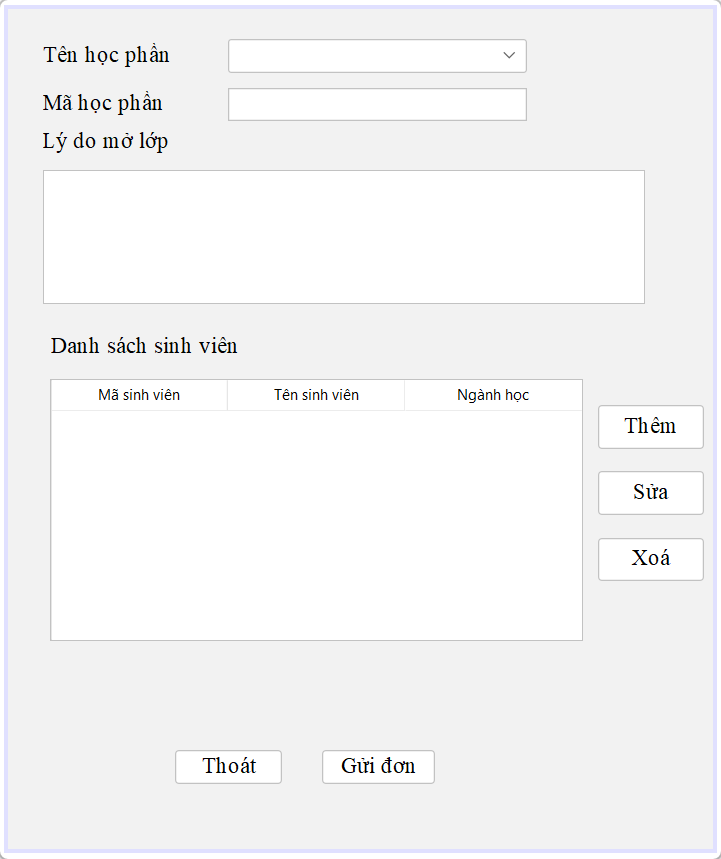 Tên học phần
Mã học phần
Lý do mở lớp
Danh sách sinh viên
Mã sinh viên Tên sinh viên Ngành học
Thêm
Sửa
Xoá
Thoát Gửi đơn